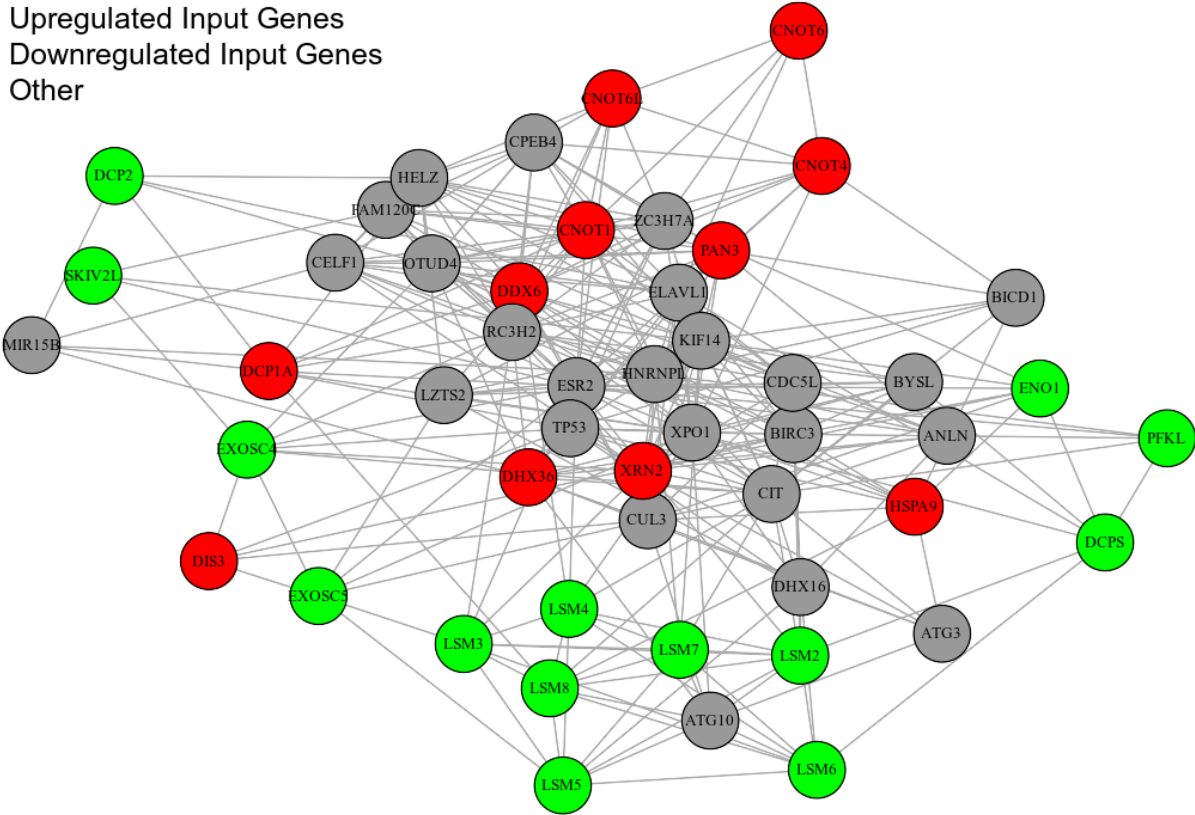 Upregulated Input Genes
Downregulated Input Genes
Other
CNOT6
CNOT6L
CPEB4
CNOT4
DCP2
HELZ
FAM120C
ZC3H7A
CNOT1
PAN3
CELF1
OTUD4
SKIV2L
DDX6
ELAVL1
BICD1
RC3H2
KIF14
MIR15B
DCP1A
HNRNPL
CDC5L
BYSL
ESR2
ENO1
LZTS2
TP53
XPO1
BIRC3
ANLN
PFKL
EXOSC4
XRN2
DHX36
CIT
HSPA9
CUL3
DCPS
DIS3
DHX16
EXOSC5
LSM4
ATG3
LSM3
LSM7
LSM2
LSM8
ATG10
LSM6
LSM5